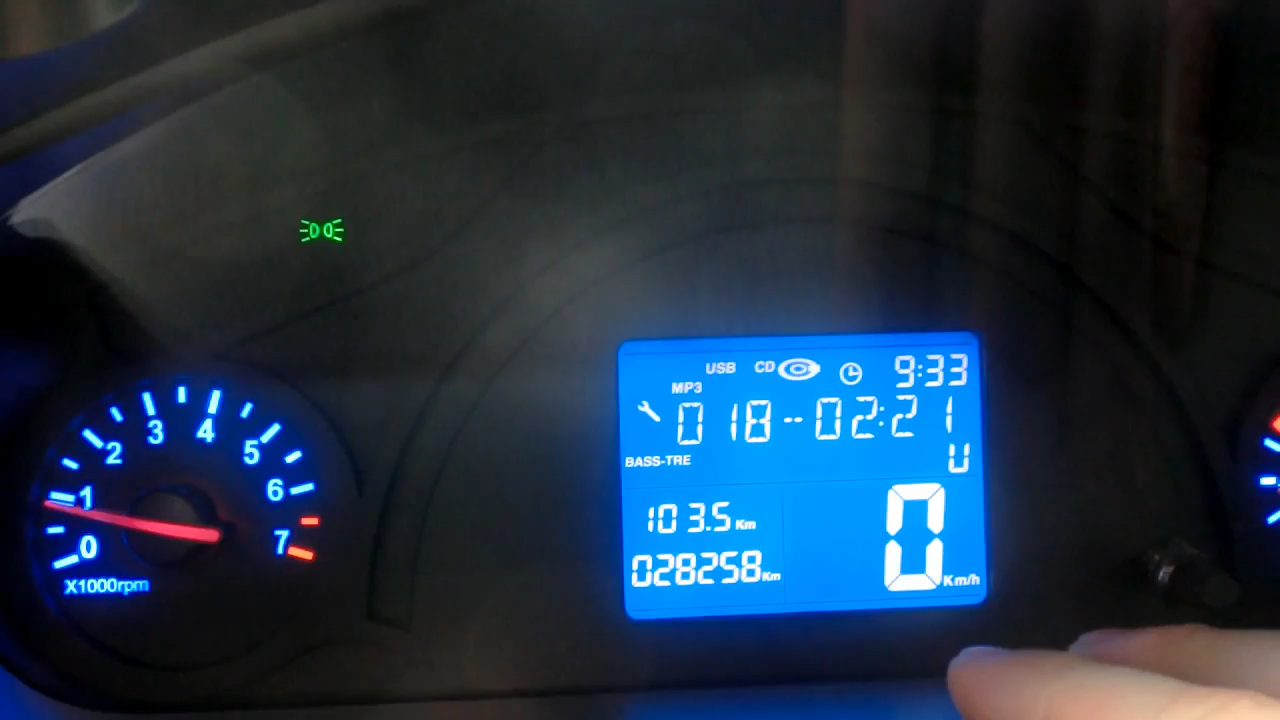 USB CD 9:33
MP3
018--02:21
BASS-TRE U
103.5 Km
028258 Km
0 Km/h
0 1 2 3 4 5 6 7
X1000rpm